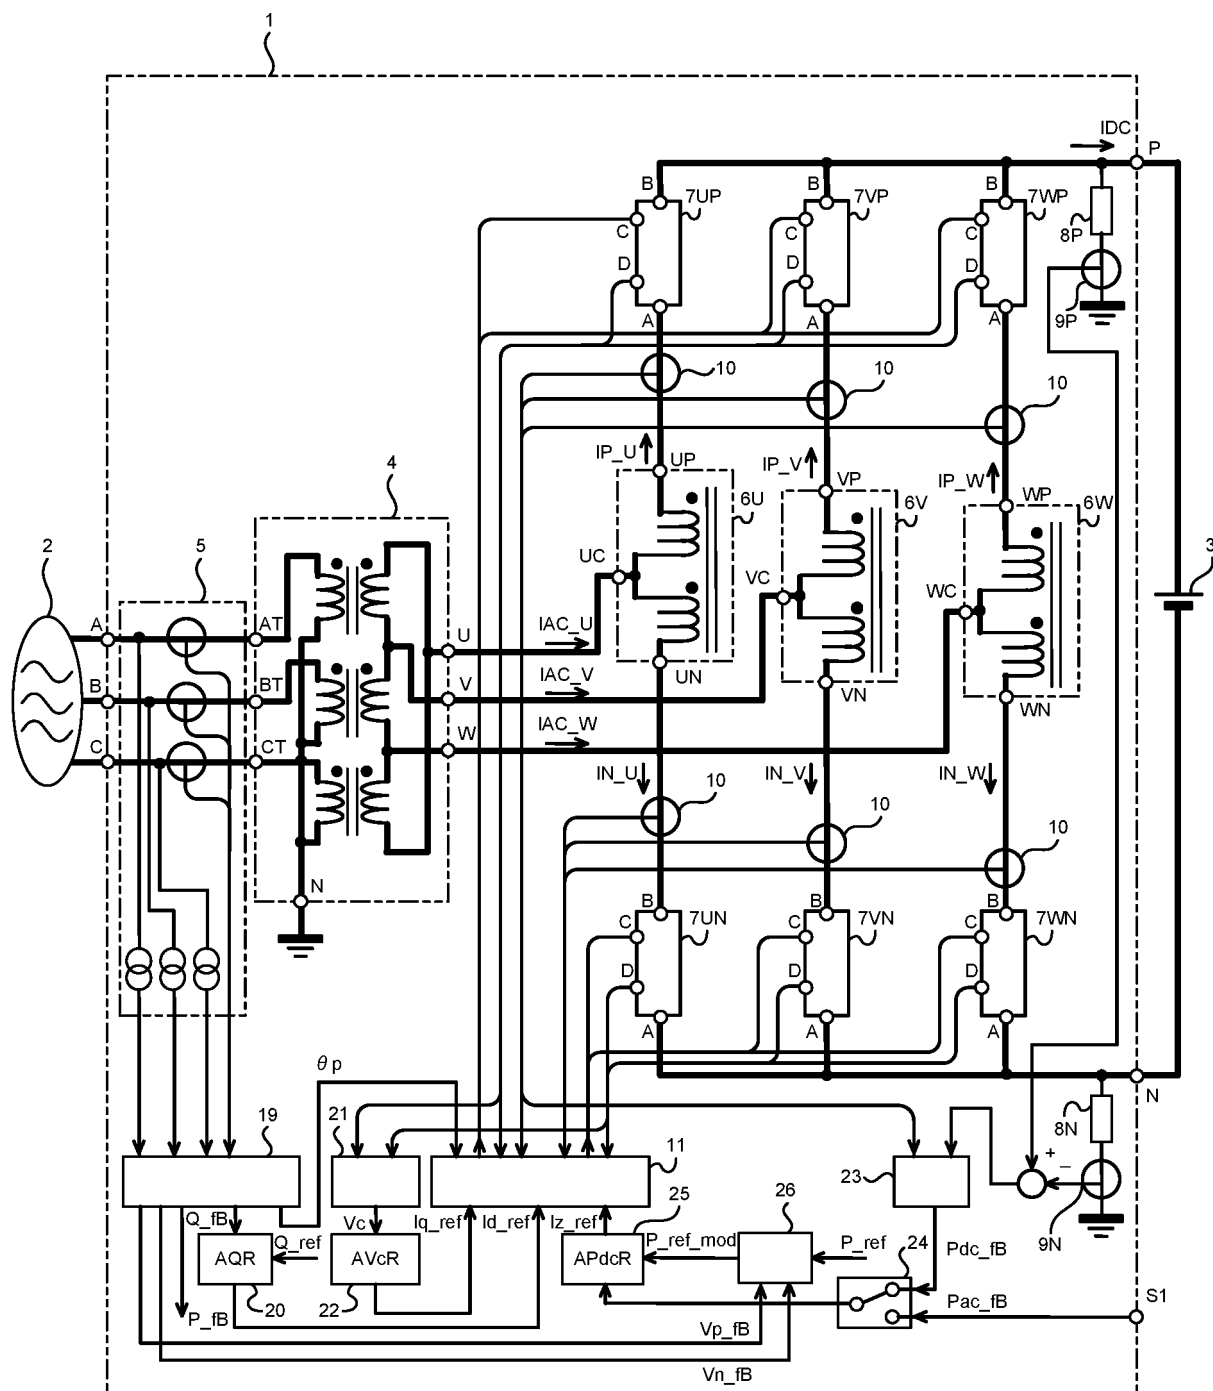 1
IDC
P
B
7UP
B
7VP
B
7WP
8P
C
C
C
D
D
D
9P
A
A
A
10
10
10
IP_U
UP
IP_V
VP
IP_W
WP
4
6U
6V
6W
2
5
3
UC
VC
WC
A
AT
IAC_U
U
UN
B
BT
IAC_V
V
VN
WN
C
CT
IAC_W
W
IN_U
IN_V
IN_W
10
10
10
N
B
7UN
B
7VN
B
7WN
C
C
C
D
D
D
A
A
A
θp
N
19
21
11
23
8N
+
−
25
26
9N
Q_fB
Vc
Iq_ref
Id_ref
Iz_ref
AQR
Q_ref
AVcR
APdcR
P_ref_mod
P_ref
Pdc_fB
24
20
22
P_fB
Pac_fB
S1
Vp_fB
Vn_fB